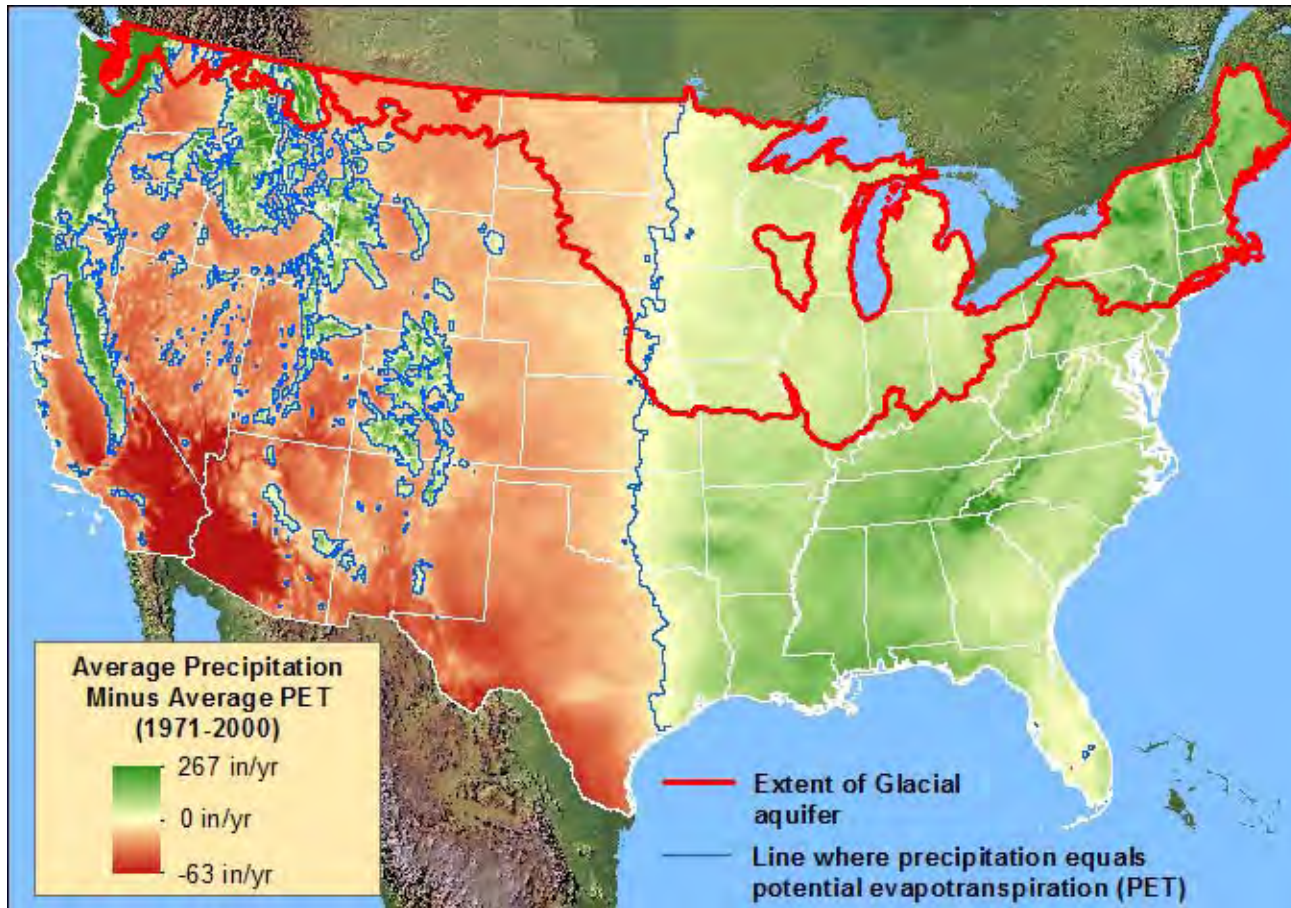 Average Precipitation
Minus Average PET
(1971-2000)
267 in/yr
0 in/yr
-63 in/yr
Extent of Glacial
aquifer
Line where precipitation equals
potential evapotranspiration (PET)